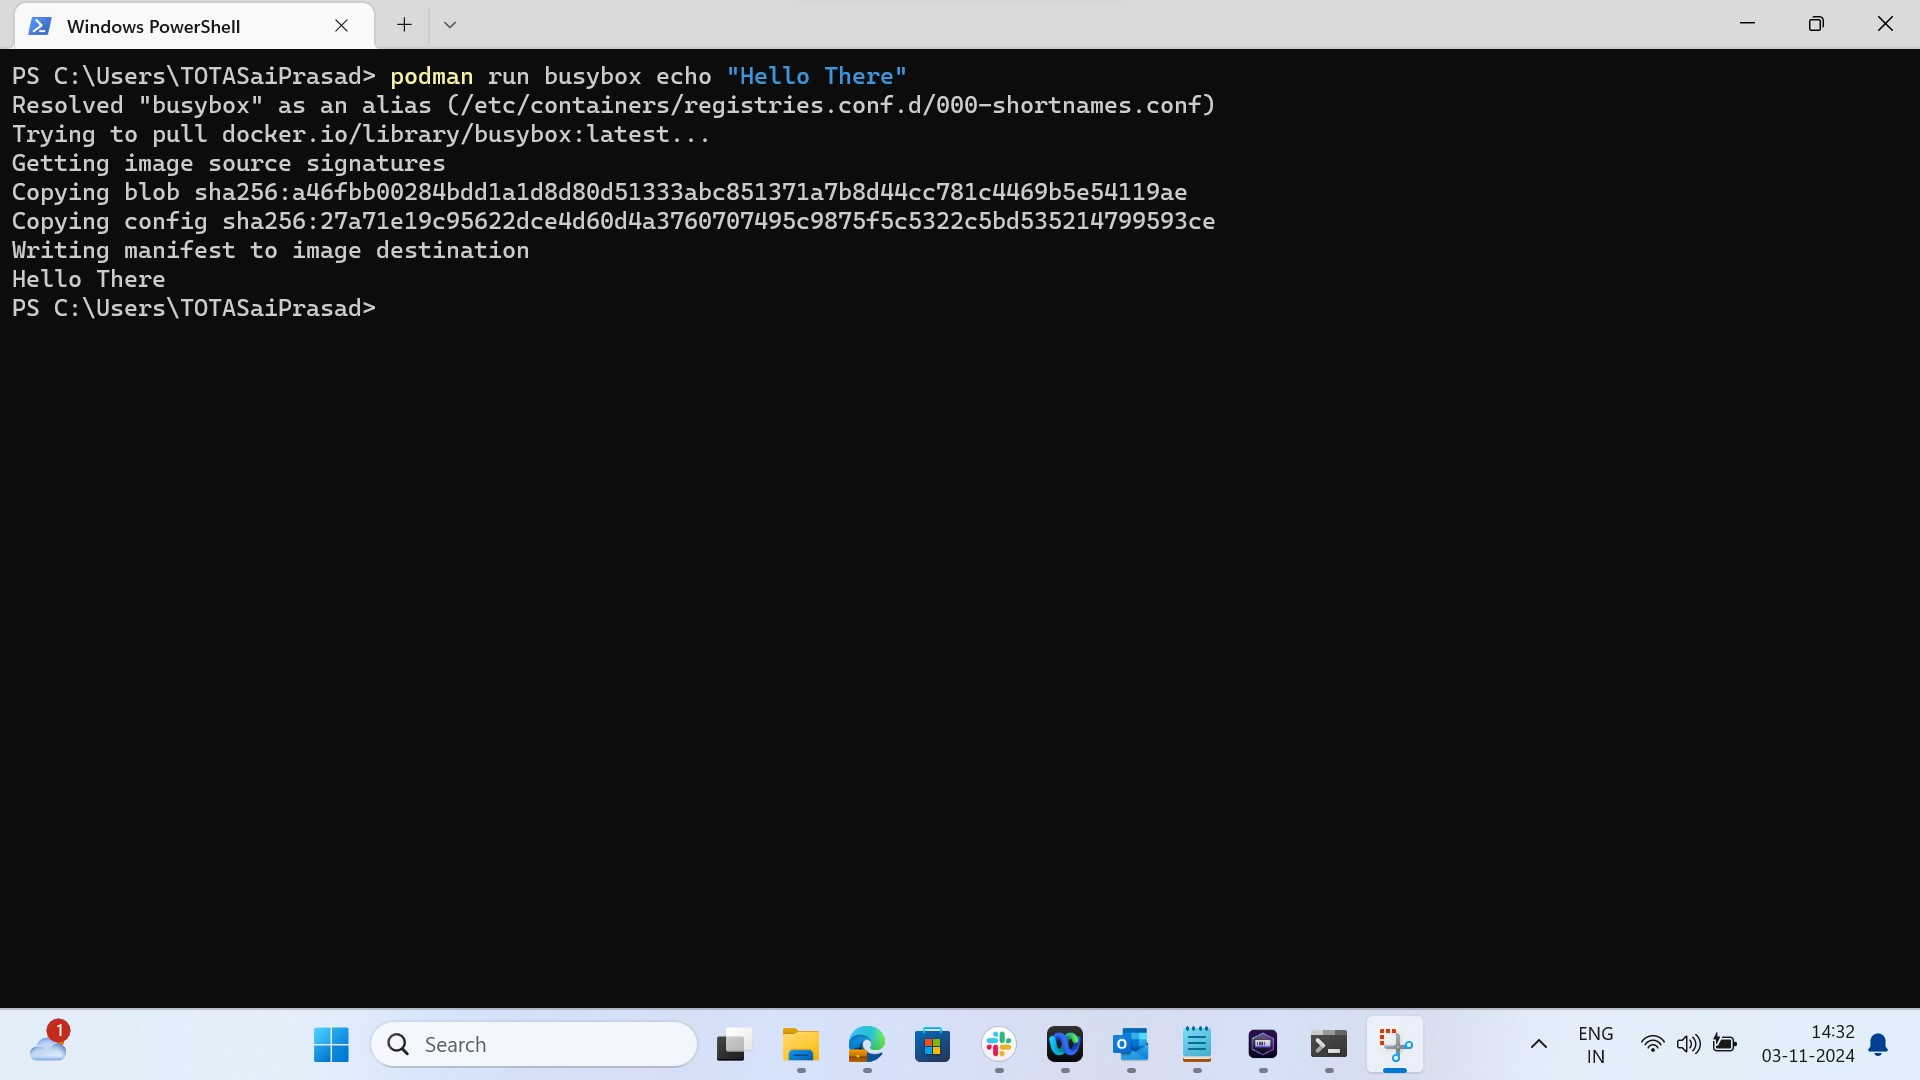 Windows PowerShell
PS C:\Users\TOTASaiPrasad> podman run busybox echo "Hello There"
Resolved "busybox" as an alias (/etc/containers/registries.conf.d/000-shortnames.conf)
Trying to pull docker.io/library/busybox:latest...
Getting image source signatures
Copying blob sha256:a46fbb00284bdd1a1d8d80d51333abc851371a7b8d44cc781c4469b5e54119ae
Copying config sha256:27a71e19c95622dce4d60d4a3760707495c9875f5c5322c5bd535214799593ce
Writing manifest to image destination
Hello There
PS C:\Users\TOTASaiPrasad>
1
Search
ENG
IN
14:32
03-11-2024